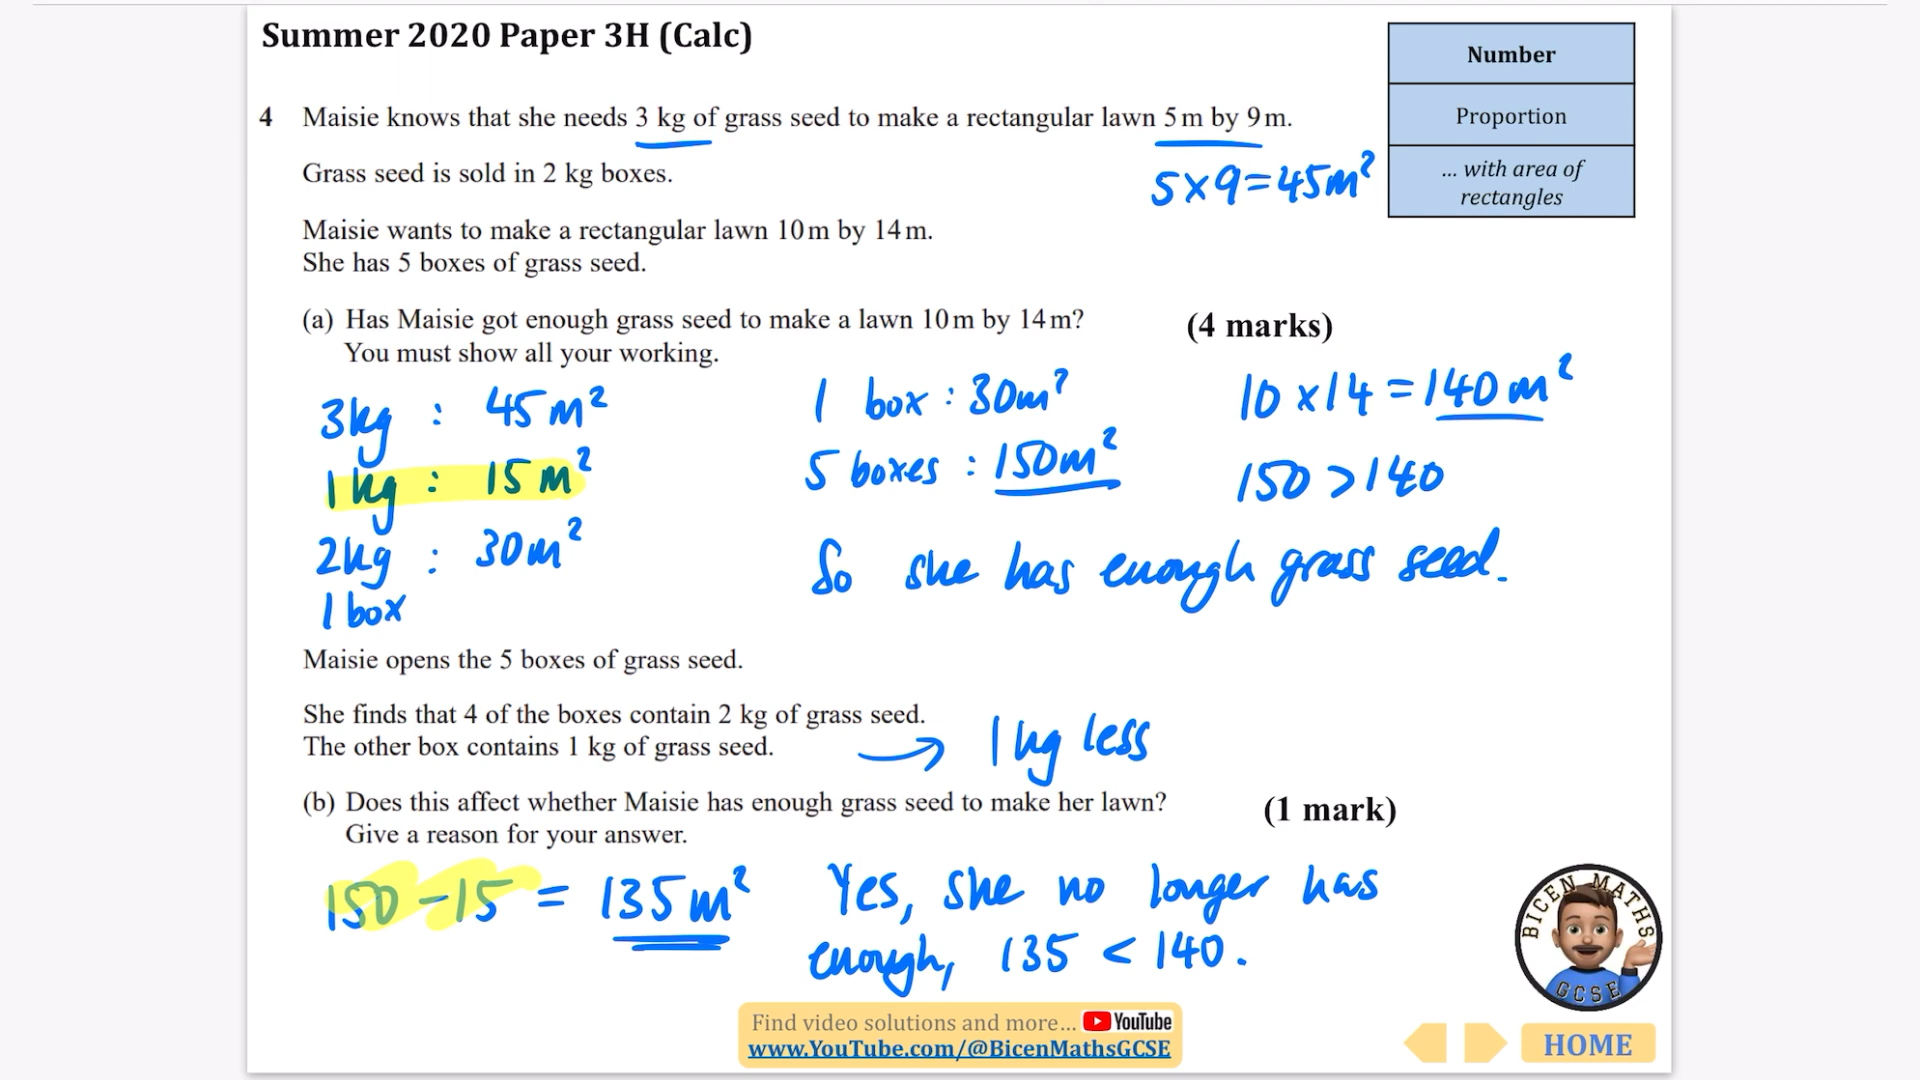 Summer 2020 Paper 3H (Calc)
Number
Proportion
... with area of
rectangles
4 Maisie knows that she needs 3 kg of grass seed to make a rectangular lawn 5 m by 9 m.
5×9=45m²
Grass seed is sold in 2 kg boxes.
Maisie wants to make a rectangular lawn 10 m by 14 m.
She has 5 boxes of grass seed.
(a) Has Maisie got enough grass seed to make a lawn 10 m by 14 m? (4 marks)
You must show all your working.
3kg : 45m²
1kg : 15m²
2kg : 30m²
1 box
1 box : 30m²
5 boxes : 150m²
10 × 14 = 140m²
150 > 140
So she has enough grass seed.
Maisie opens the 5 boxes of grass seed.
She finds that 4 of the boxes contain 2 kg of grass seed.
The other box contains 1 kg of grass seed. → 1kg less
(b) Does this affect whether Maisie has enough grass seed to make her lawn? (1 mark)
Give a reason for your answer.
150 - 15 = 135m²
Yes, she no longer has
enough, 135 < 140.
BICEN MATHS
GCSE
Find video solutions and more... YouTube
www.YouTube.com/@BicenMathsGCSE
HOME